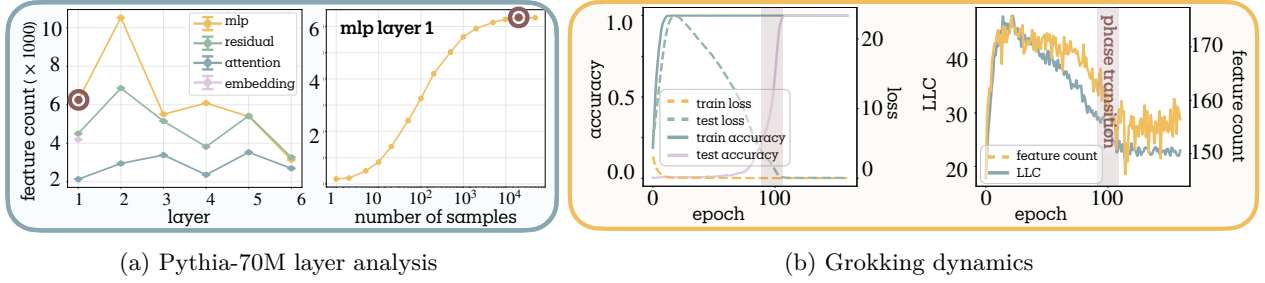 feature count (× 1000)
10
8
6
4
2
mlp
residual
attention
embedding
1 2 3 4 5 6
layer
mlp layer 1
6
4
2
1 10 10² 10³ 10⁴
number of samples
accuracy
1.0
0.5
0.0
train loss
test loss
train accuracy
test accuracy
20
10
0
loss
0 100
epoch
LLC
40
30
20
phase transition
feature count
LLC
170
160
150
feature count
0 100
epoch
(a) Pythia-70M layer analysis
(b) Grokking dynamics